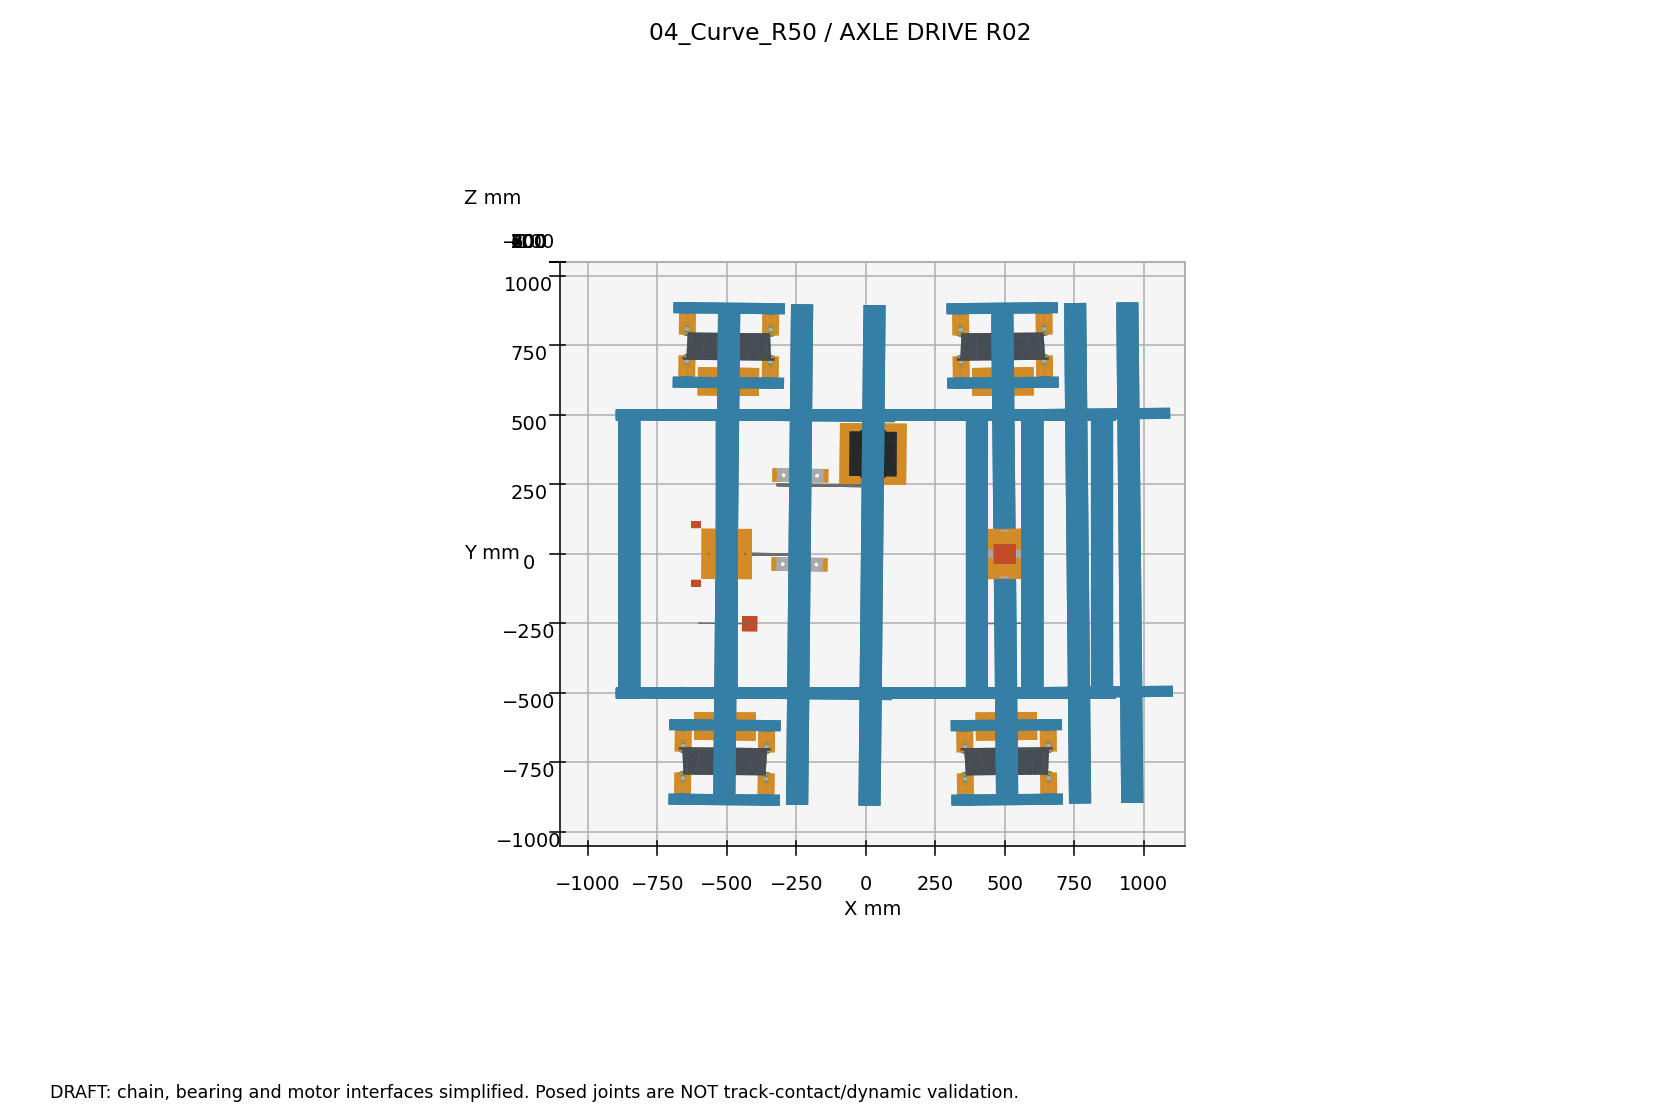 04_Curve_R50 / AXLE DRIVE R02
Z mm
1000
750
500
250
Y mm
0
−250
−500
−750
−1000
−1000 −750 −500 −250 0 250 500 750 1000
X mm
DRAFT: chain, bearing and motor interfaces simplified. Posed joints are NOT track-contact/dynamic validation.